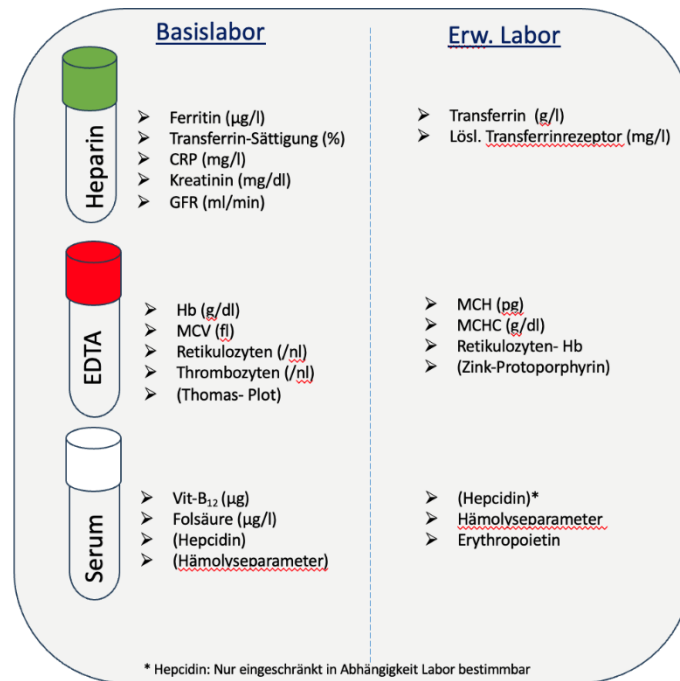 Basislabor
Erw. Labor
Heparin
➢ Ferritin (µg/l)
➢ Transferrin-Sättigung (%)
➢ CRP (mg/l)
➢ Kreatinin (mg/dl)
➢ GFR (ml/min)
➢ Transferrin (g/l)
➢ Lösl. Transferrinrezeptor (mg/l)
EDTA
➢ Hb (g/dl)
➢ MCV (fl)
➢ Retikulozyten (/nl)
➢ Thrombozyten (/nl)
➢ (Thomas- Plot)
➢ MCH (pg)
➢ MCHC (g/dl)
➢ Retikulozyten- Hb
➢ (Zink-Protoporphyrin)
Serum
➢ Vit-B₁₂ (µg)
➢ Folsäure (µg/l)
➢ (Hepcidin)
➢ (Hämolyseparameter)
➢ (Hepcidin)*
➢ Hämolyseparameter
➢ Erythropoietin
* Hepcidin: Nur eingeschränkt in Abhängigkeit Labor bestimmbar